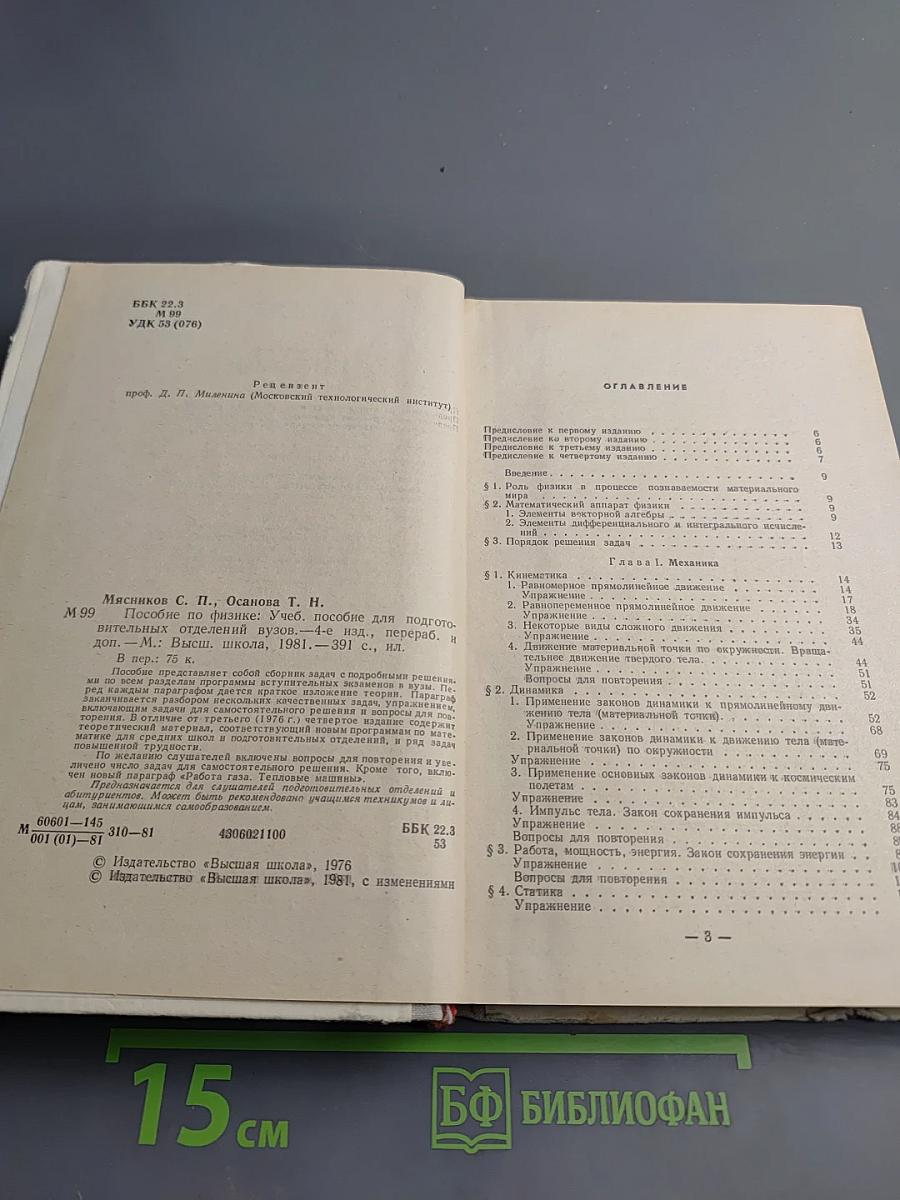 ББК 22.3
М 99
УДК 53 (076)
Рецензент
проф. Д. П. Миленина (Московский технологический институт)
Мясников С. П., Осанова Т. Н.
М 99 Пособие по физике: Учеб. пособие для подгото-
вительных отделений вузов.—4-е изд., перераб. и
доп.—М.: Высш. школа, 1981.—391 с., ил.
В пер.: 75 к.
Пособие представляет собой сборник задач с подробными решения-
ми по всем разделам программы вступительных экзаменов в вузы. Пе-
ред каждым параграфом дается краткое изложение теории. Параграф
заканчивается разбором нескольких качественных задач, упражнением,
включающим задачи для самостоятельного решения и вопросы для пов-
торения. В отличие от третьего (1976 г.) четвертое издание содержит
теоретический материал, соответствующий новым программам по мате-
матике для средних школ и подготовительных отделений, и ряд задач
повышенной трудности.
По желанию слушателей включены вопросы для повторения и уве-
личено число задач для самостоятельного решения. Кроме того, вклю-
чен новый параграф «Работа газа. Тепловые машины».
Предназначается для слушателей подготовительных отделений и
абитуриентов. Может быть рекомендовано учащимся техникумов и ли-
цам, занимающимся самообразованием.
М 60601—145
001 (01)—81 310—81 4306021100 ББК 22.3
53
© Издательство «Высшая школа», 1976
© Издательство «Высшая школа», 1981, с изменениями
ОГЛАВЛЕНИЕ
Предисловие к первому изданию . . . . . . . . . . . . 6
Предисловие ко второму изданию . . . . . . . . . . . . 6
Предисловие к третьему изданию . . . . . . . . . . . . 6
Предисловие к четвертому изданию . . . . . . . . . . . . 7
Введение . . . . . . . . . . . . 9
§ 1. Роль физики в процессе познаваемости материального
мира . . . . . . . . . . . . 9
§ 2. Математический аппарат физики . . . . . . . . . . . . 9
1. Элементы векторной алгебры . . . . . . . . . . . . 9
2. Элементы дифференциального и интегрального исчисле-
ний . . . . . . . . . . . . 12
§ 3. Порядок решения задач . . . . . . . . . . . . 13
Глава I. Механика
§ 1. Кинематика . . . . . . . . . . . . 14
1. Равномерное прямолинейное движение . . . . . . . . 14
Упражнение . . . . . . . . . . . . 17
2. Равнопеременное прямолинейное движение . . . . . . 18
Упражнение . . . . . . . . . . . . 34
3. Некоторые виды сложного движения . . . . . . . . 35
Упражнение . . . . . . . . . . . . 44
4. Движение материальной точки по окружности. Враща-
тельное движение твердого тела . . . . . . . . 44
Упражнение . . . . . . . . . . . . 51
Вопросы для повторения . . . . . . . . . . . . 51
§ 2. Динамика . . . . . . . . . . . . 52
1. Применение законов динамики к прямолинейному дви-
жению тела (материальной точки) . . . . . . . . 52
Упражнение . . . . . . . . . . . . 68
2. Применение законов динамики к движению тела (мате-
риальной точки) по окружности . . . . . . . . 69
Упражнение . . . . . . . . . . . . 75
3. Применение основных законов динамики к космическим
полетам . . . . . . . . . . . . 75
Упражнение . . . . . . . . . . . . 83
4. Импульс тела. Закон сохранения импульса . . . . . . 84
Упражнение . . . . . . . . . . . .
Вопросы для повторения . . . . . . . . . . . .
§ 3. Работа, мощность, энергия. Закон сохранения энергии . .
Упражнение . . . . . . . . . . . .
Вопросы для повторения . . . . . . . . . . . .
§ 4. Статика . . . . . . . . . . . .
Упражнение . . . . . . . . . . . .
— 3 —
15 см
БФ БИБЛИОФАН